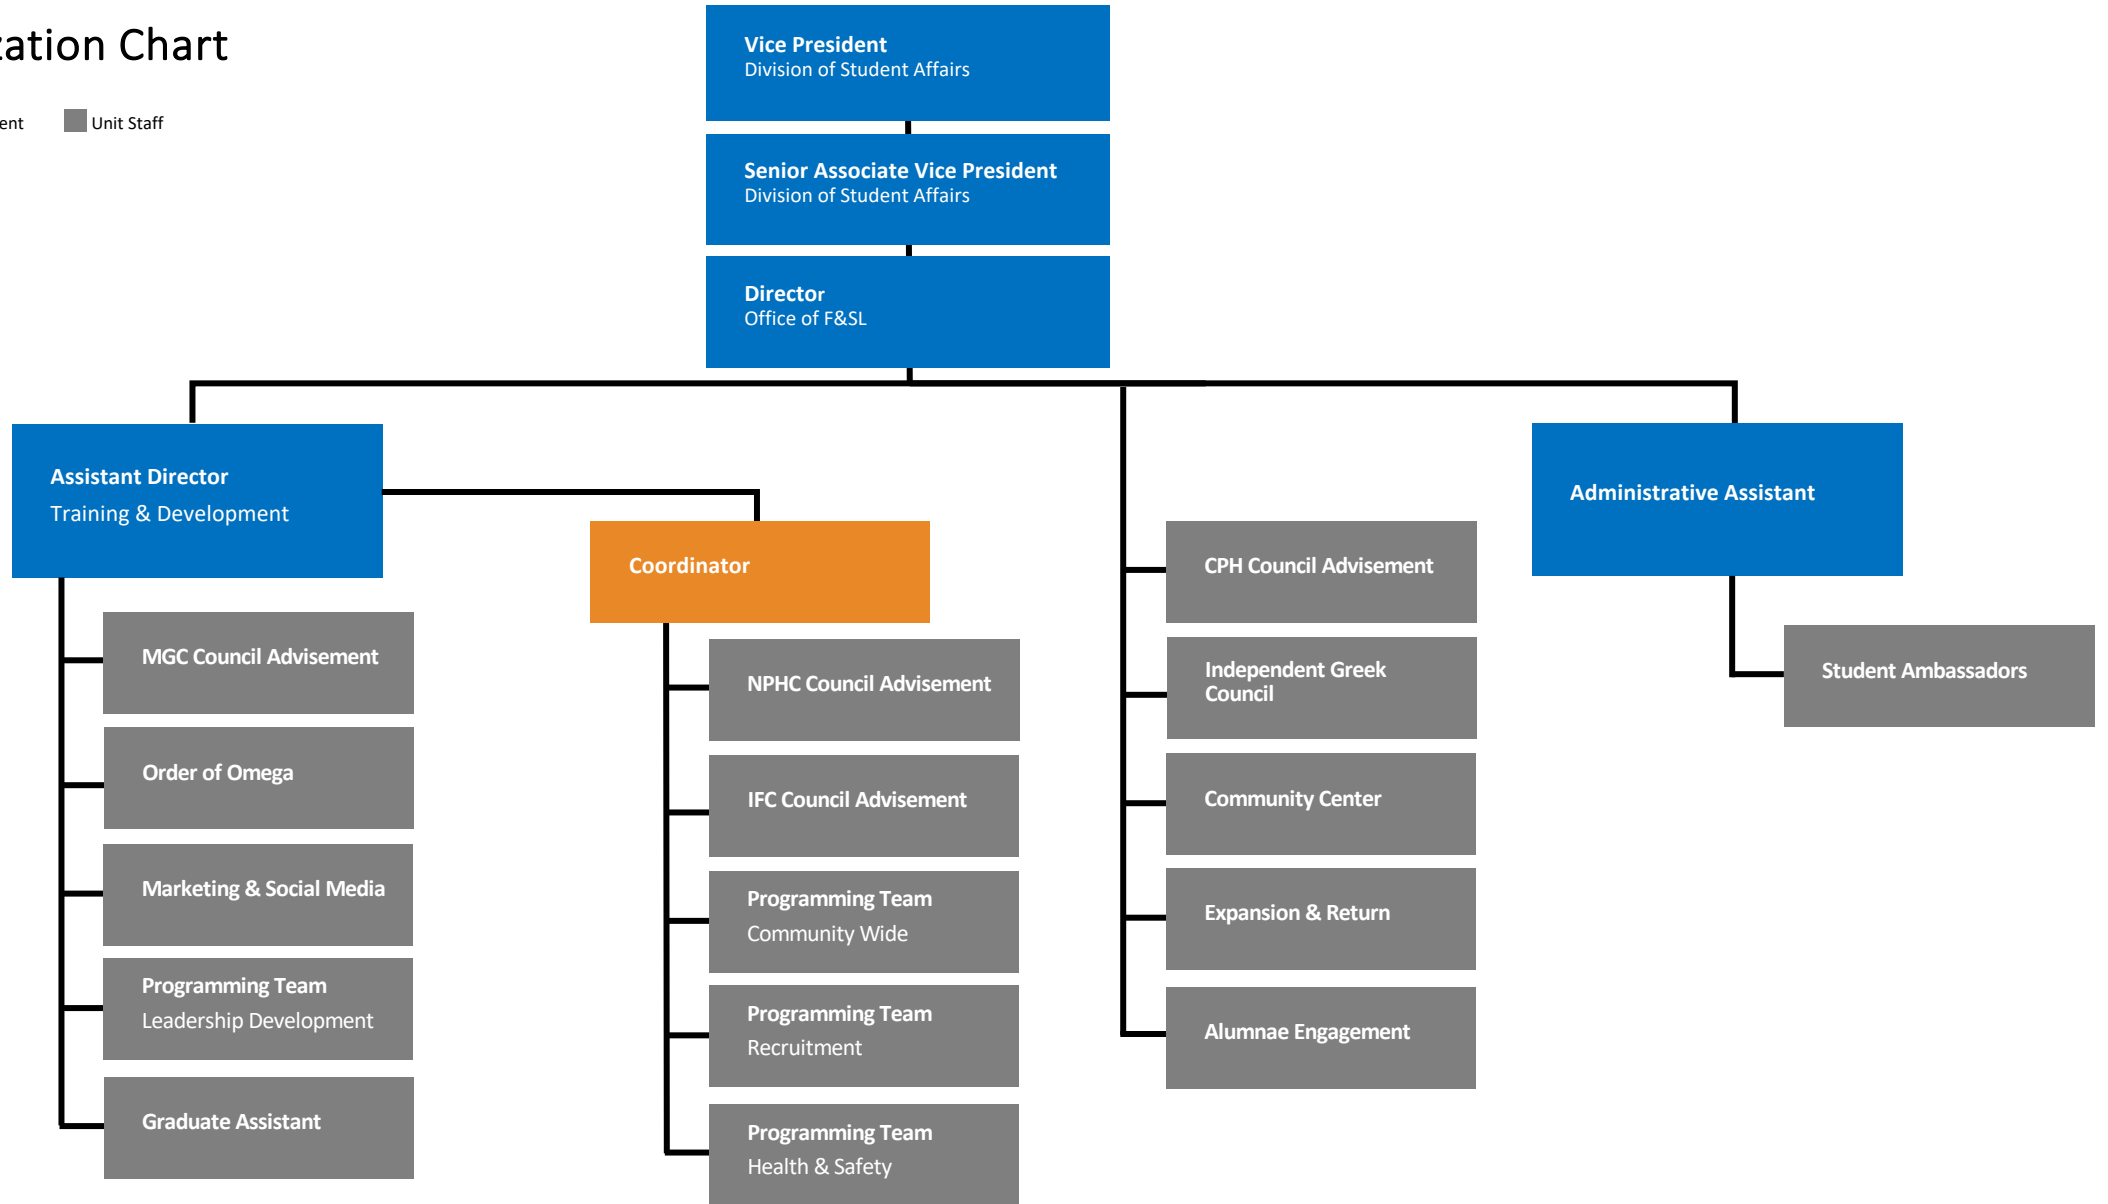 zation Chart
ent
Unit Staff
Vice President
Division of Student Affairs
Senior Associate Vice President
Division of Student Affairs
Director
Office of F&SL
Assistant Director
Training & Development
Coordinator
Administrative Assistant
MGC Council Advisement
Order of Omega
Marketing & Social Media
Programming Team
Leadership Development
Graduate Assistant
NPHC Council Advisement
IFC Council Advisement
Programming Team
Community Wide
Programming Team
Recruitment
Programming Team
Health & Safety
CPH Council Advisement
Independent Greek
Council
Community Center
Expansion & Return
Alumnae Engagement
Student Ambassadors